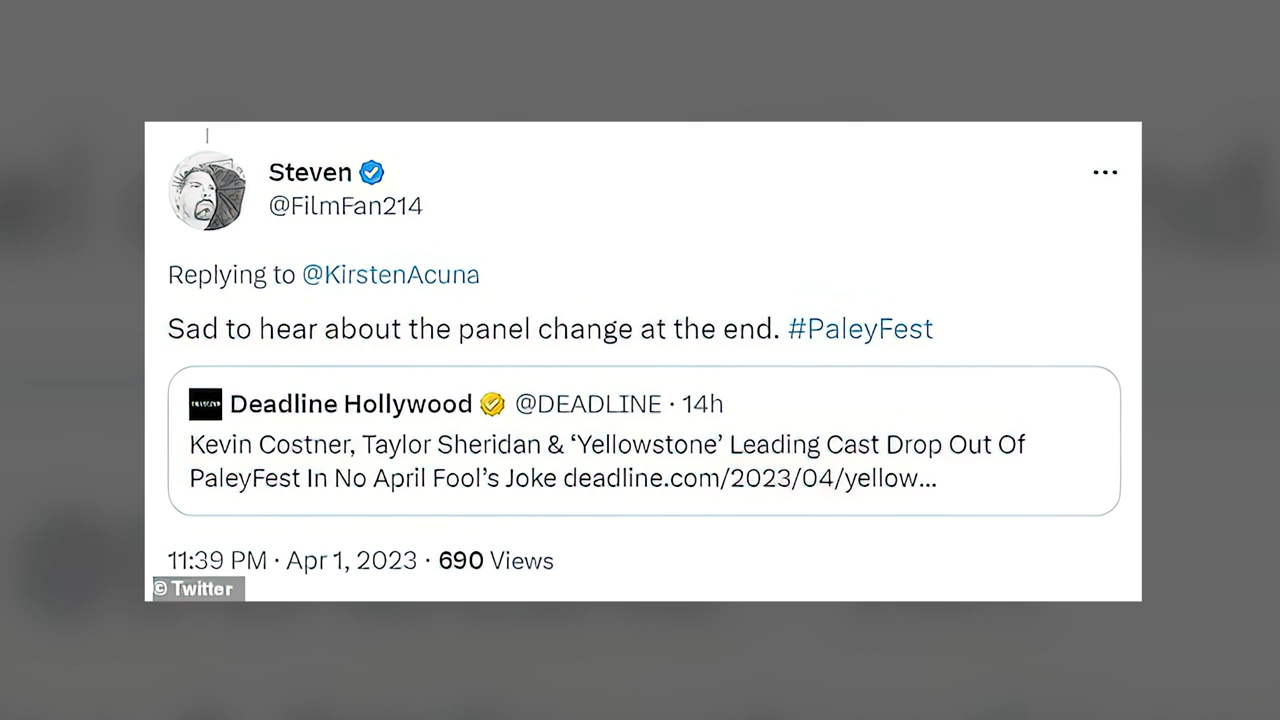 Steven
@FilmFan214
Replying to @KirstenAcuna
Sad to hear about the panel change at the end. #PaleyFest
DEADLINE
Deadline Hollywood @DEADLINE · 14h
Kevin Costner, Taylor Sheridan & ‘Yellowstone’ Leading Cast Drop Out Of
PaleyFest In No April Fool’s Joke deadline.com/2023/04/yellow...
11:39 PM · Apr 1, 2023 · 690 Views
© Twitter